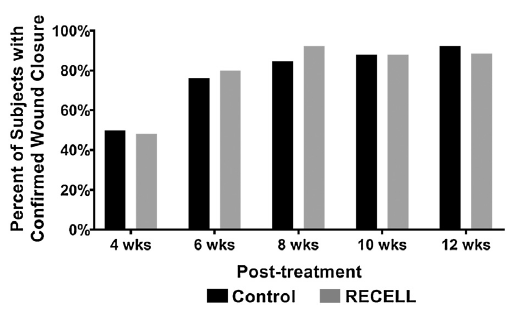 Percent of Subjects with
Confirmed Wound Closure
100%
80%
60%
40%
20%
0%
4 wks 6 wks 8 wks 10 wks 12 wks
Post-treatment
Control RECELL